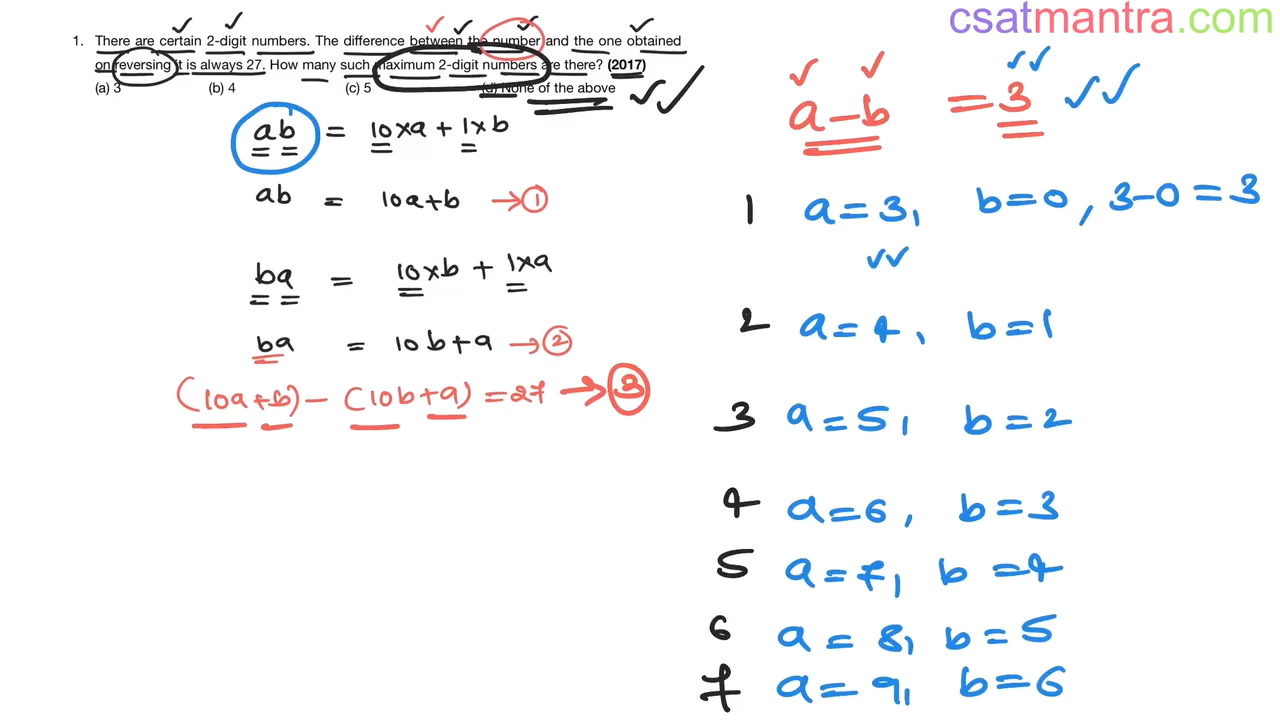 csatmantra.com
1. There are certain 2-digit numbers. The difference between the number and the one obtained
on reversing it is always 27. How many such maximum 2-digit numbers are there? (2017)
(a) 3 (b) 4 (c) 5 (d) None of the above
ab = 10×a + 1×b
ab = 10a+b →①
ba = 10×b + 1×a
ba = 10b+a →②
(10a+b) − (10b+a) = 27 → ③
a−b = 3
1 a=3, b=0, 3−0=3
2 a=4, b=1
3 a=5, b=2
4 a=6, b=3
5 a=7, b=4
6 a=8, b=5
7 a=9, b=6